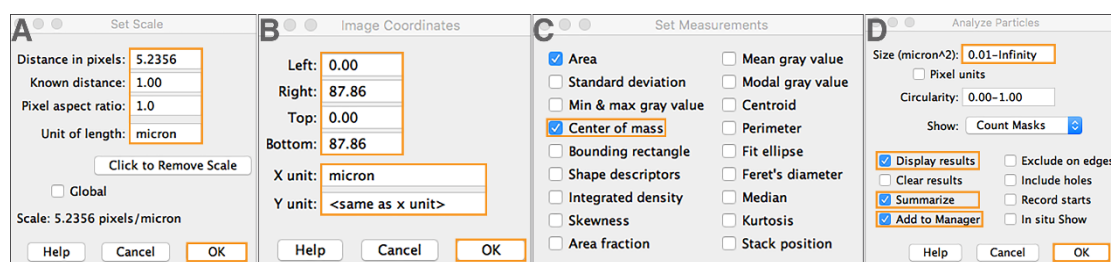 A
Set Scale
Distance in pixels: 5.2356
Known distance: 1.00
Pixel aspect ratio: 1.0
Unit of length: micron
Click to Remove Scale
Global
Scale: 5.2356 pixels/micron
Help Cancel OK
B
Image Coordinates
Left: 0.00
Right: 87.86
Top: 0.00
Bottom: 87.86
X unit: micron
Y unit: <same as x unit>
Help Cancel OK
C
Set Measurements
Area Mean gray value
Standard deviation Modal gray value
Min & max gray value Centroid
Center of mass Perimeter
Bounding rectangle Fit ellipse
Shape descriptors Feret's diameter
Integrated density Median
Skewness Kurtosis
Area fraction Stack position
D
Analyze Particles
Size (micron^2): 0.01-Infinity
Pixel units
Circularity: 0.00-1.00
Show: Count Masks
Display results Exclude on edges
Clear results Include holes
Summarize Record starts
Add to Manager In situ Show
Help Cancel OK